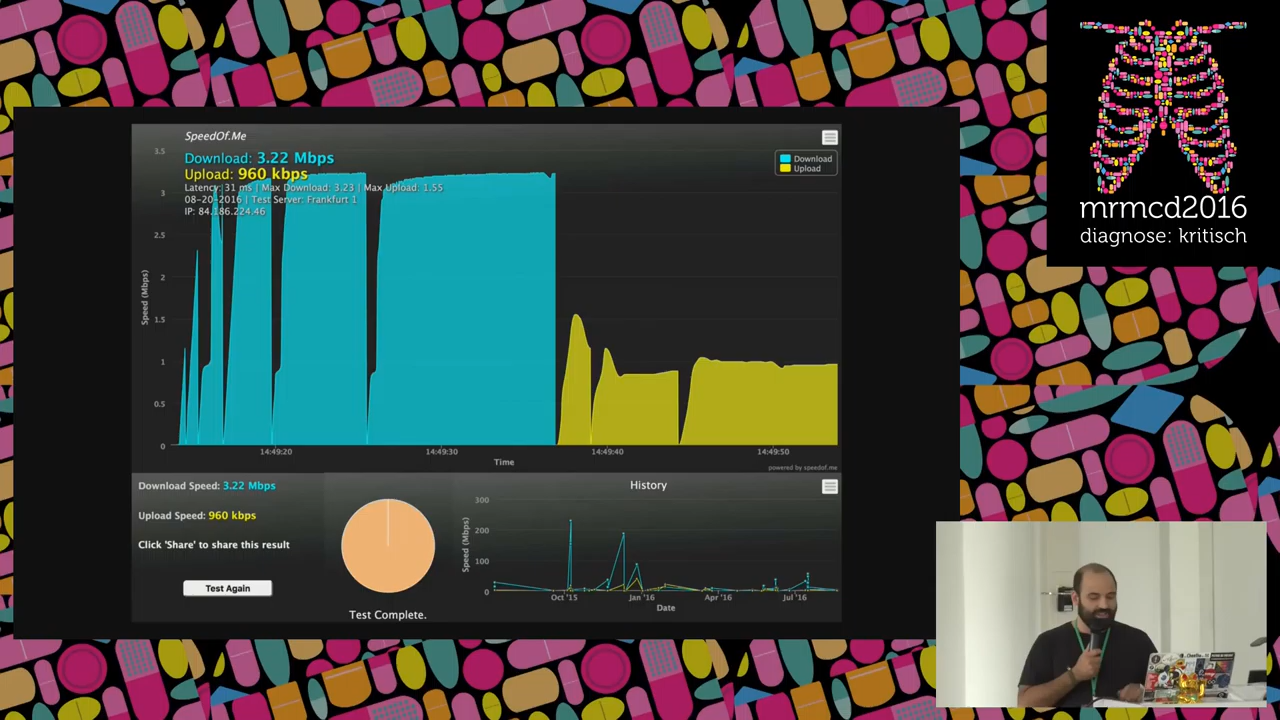 SpeedOf.Me
Download: 3.22 Mbps
Upload: 960 kbps
Latency: 31 ms | Max Download: 3.23 | Max Upload: 1.55
08-20-2016 | Test Server: Frankfurt 1
IP: 84.186.224.46
Download
Upload
3.5
3
2.5
2
1.5
1
0.5
0
Speed (Mbps)
14:49:20
14:49:30
14:49:40
14:49:50
Time
powered by speedof.me
Download Speed: 3.22 Mbps
Upload Speed: 960 kbps
Click 'Share' to share this result
Test Again
Test Complete.
History
300
200
100
0
Speed (Mbps)
Oct '15
Jan '16
Apr '16
Jul '16
Date
mrmcd2016
diagnose: kritisch